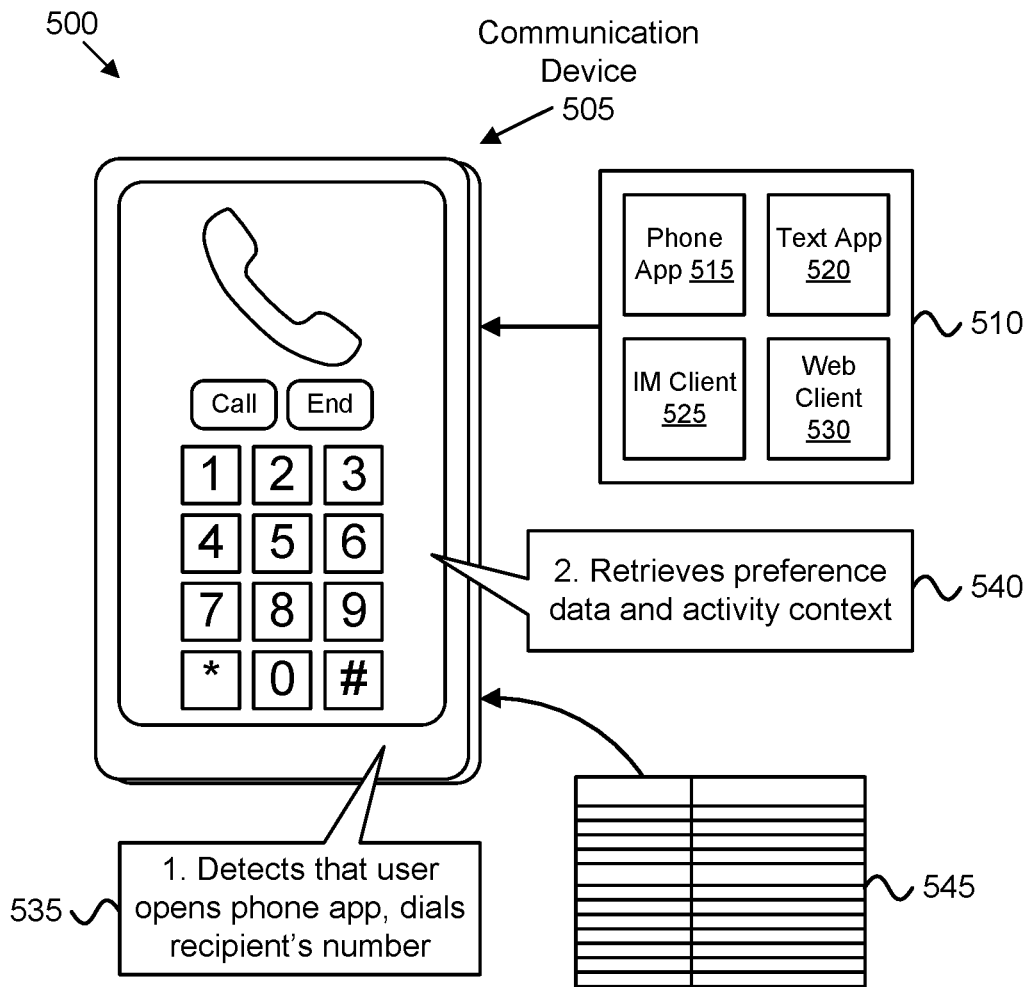 500
Communication
Device
505
Phone
App 515
Text App
520
IM Client
525
Web
Client
530
510
Call
End
1 2 3
4 5 6
7 8 9
* 0 #
2. Retrieves preference
data and activity context
540
1. Detects that user
opens phone app, dials
recipient's number
535
545